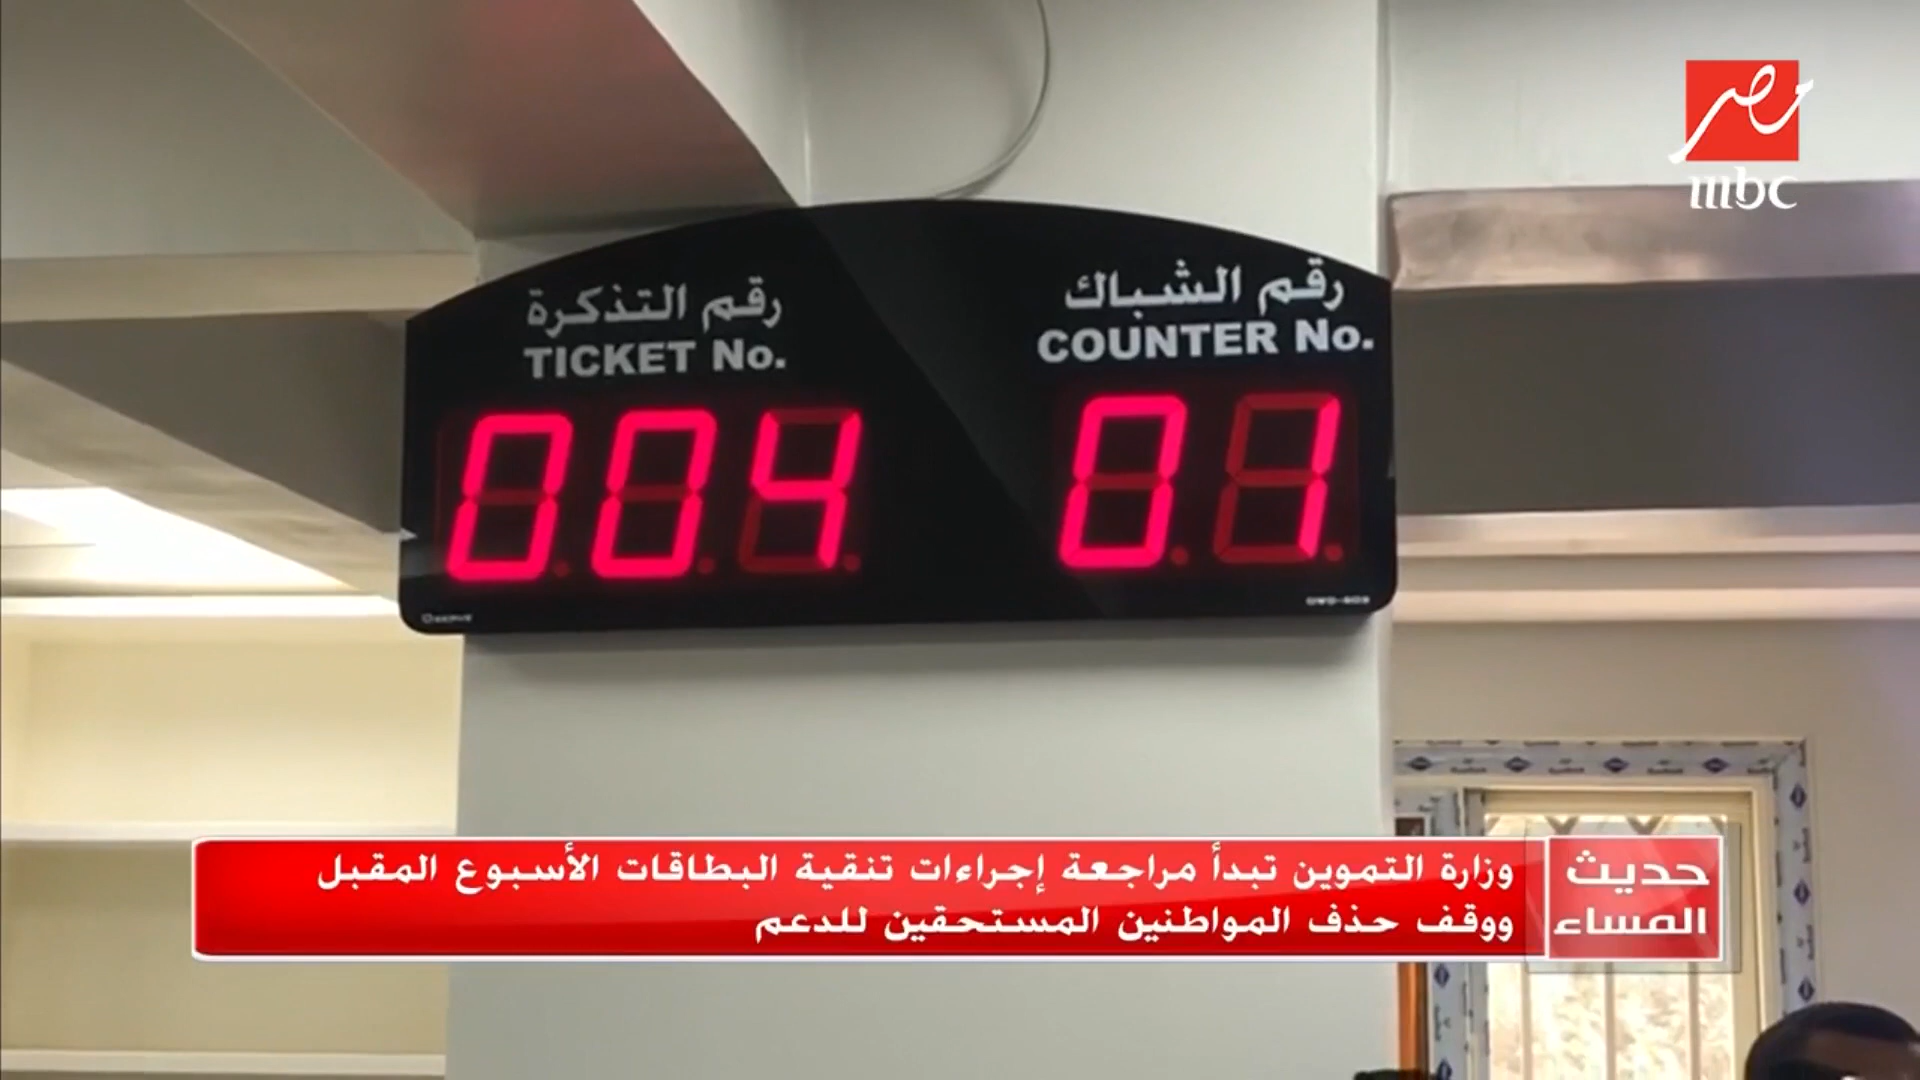 مصر
mbc
رقم الشباك
COUNTER No.
رقم التذكرة
TICKET No.
004
01
حديث
المساء
وزارة التموين تبدأ مراجعة إجراءات تنقية البطاقات الأسبوع المقبل
ووقف حذف المواطنين المستحقين للدعم